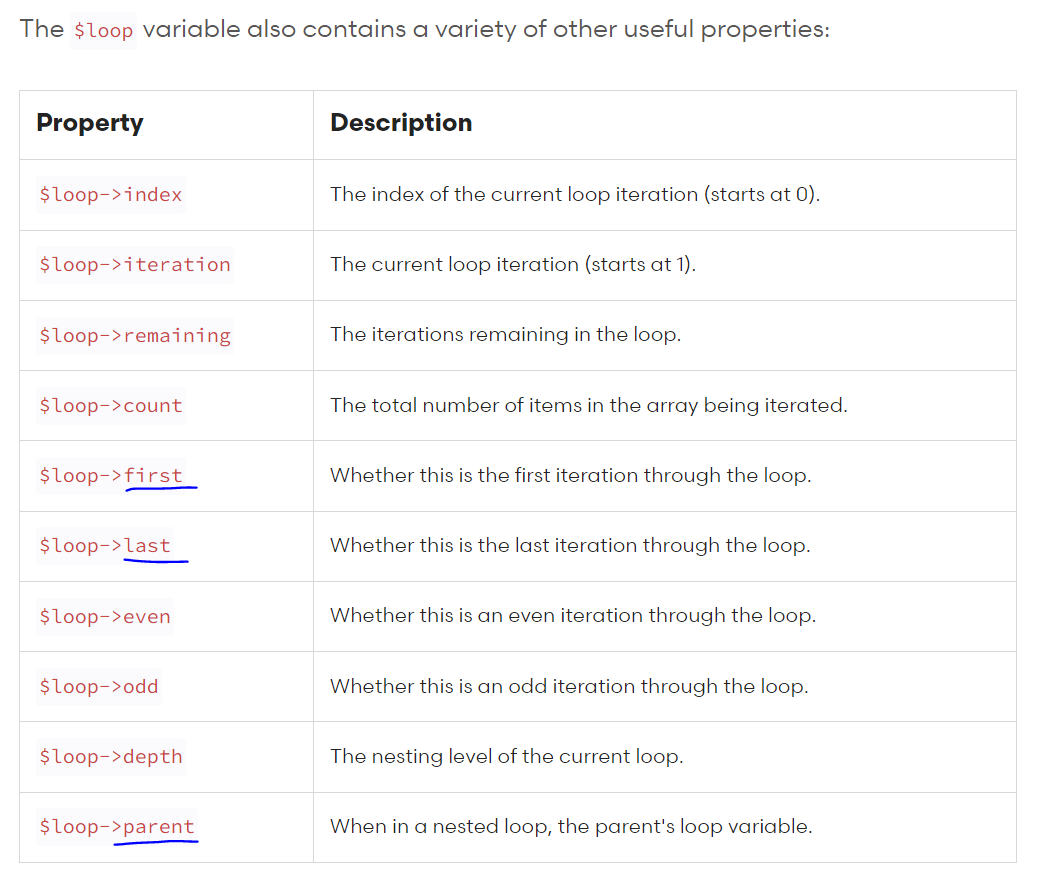 The $loop variable also contains a variety of other useful properties:
Property Description
$loop->index The index of the current loop iteration (starts at 0).
$loop->iteration The current loop iteration (starts at 1).
$loop->remaining The iterations remaining in the loop.
$loop->count The total number of items in the array being iterated.
$loop->first Whether this is the first iteration through the loop.
$loop->last Whether this is the last iteration through the loop.
$loop->even Whether this is an even iteration through the loop.
$loop->odd Whether this is an odd iteration through the loop.
$loop->depth The nesting level of the current loop.
$loop->parent When in a nested loop, the parent's loop variable.